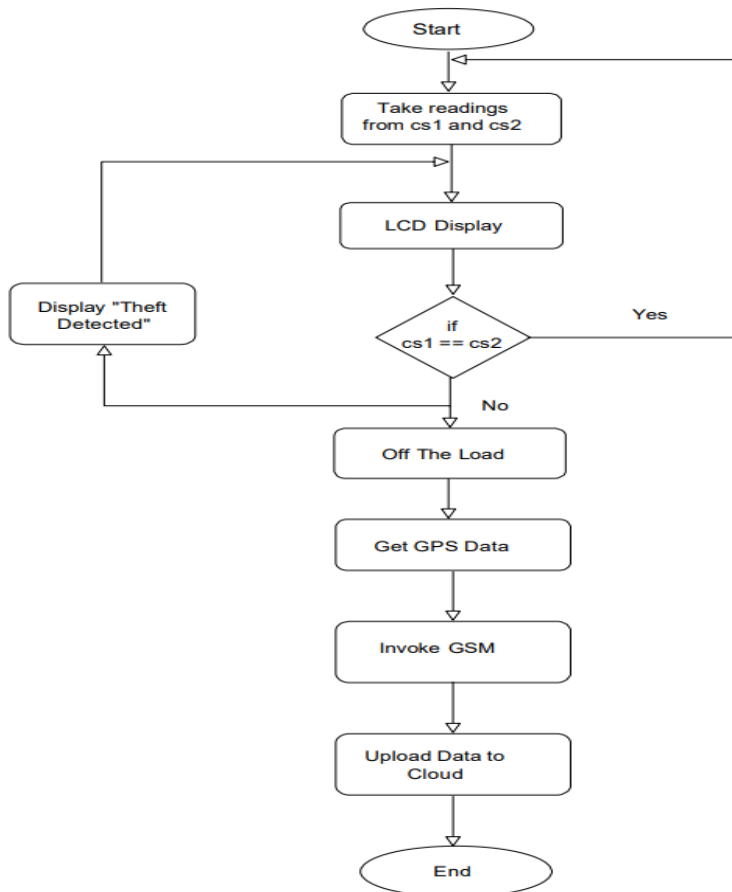 Start
Take readings
from cs1 and cs2
LCD Display
Display "Theft
Detected"
if
cs1 == cs2
Yes
No
Off The Load
Get GPS Data
Invoke GSM
Upload Data to
Cloud
End